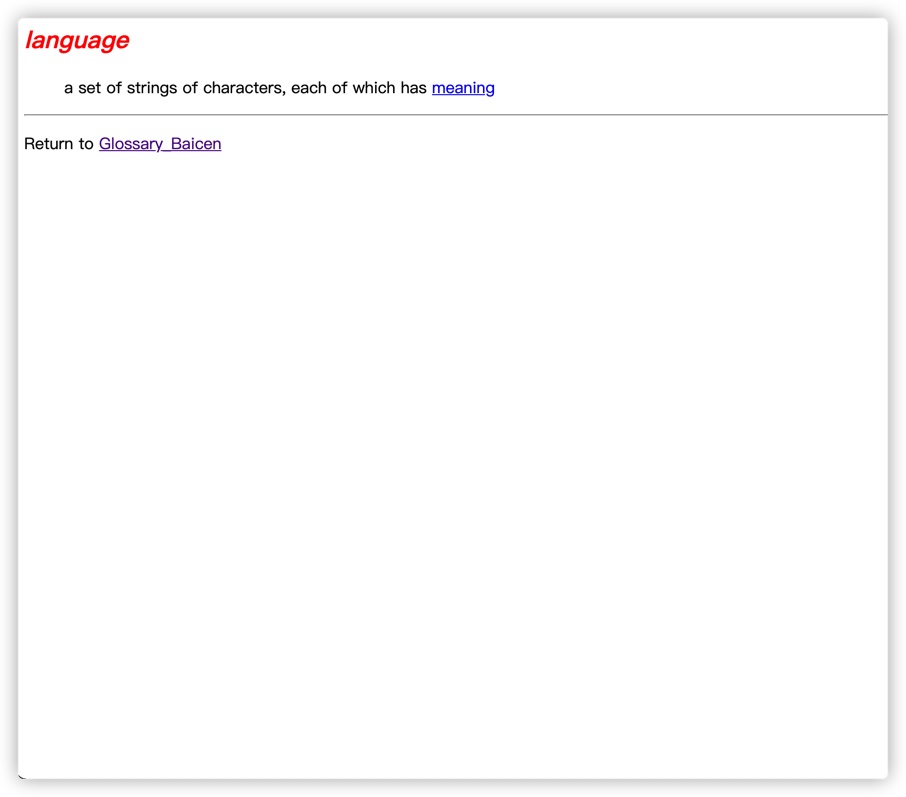 language
a set of strings of characters, each of which has meaning
Return to Glossary_Baicen